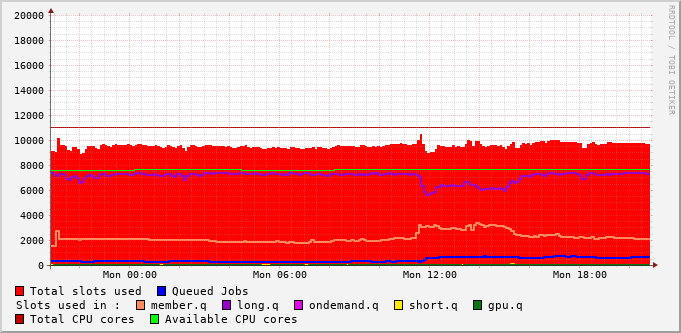 RRDTOOL / TOBI OETIKER
20000
18000
16000
14000
12000
10000
8000
6000
4000
2000
0
Mon 00:00 Mon 06:00 Mon 12:00 Mon 18:00
Total slots used Queued Jobs
Slots used in : member.q long.q ondemand.q short.q gpu.q
Total CPU cores Available CPU cores